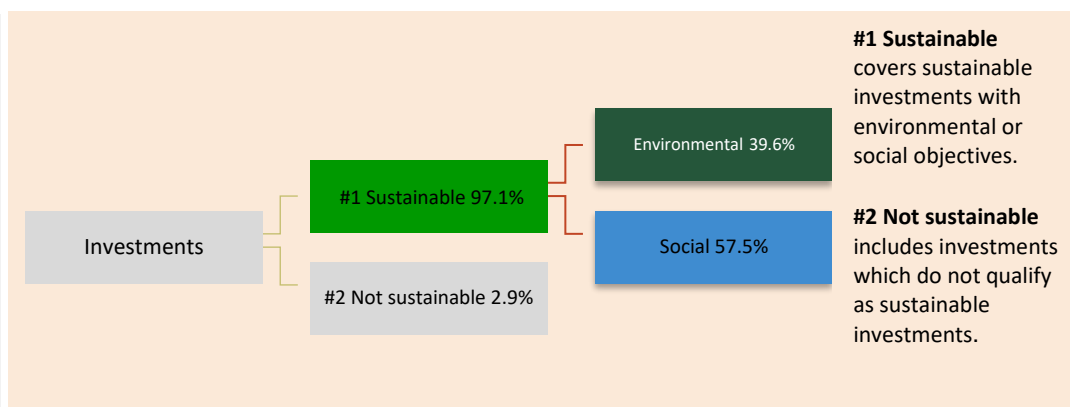 Investments
#1 Sustainable 97.1%
#2 Not sustainable 2.9%
Environmental 39.6%
Social 57.5%
#1 Sustainable
covers sustainable
investments with
environmental or
social objectives.
#2 Not sustainable
includes investments
which do not qualify
as sustainable
investments.